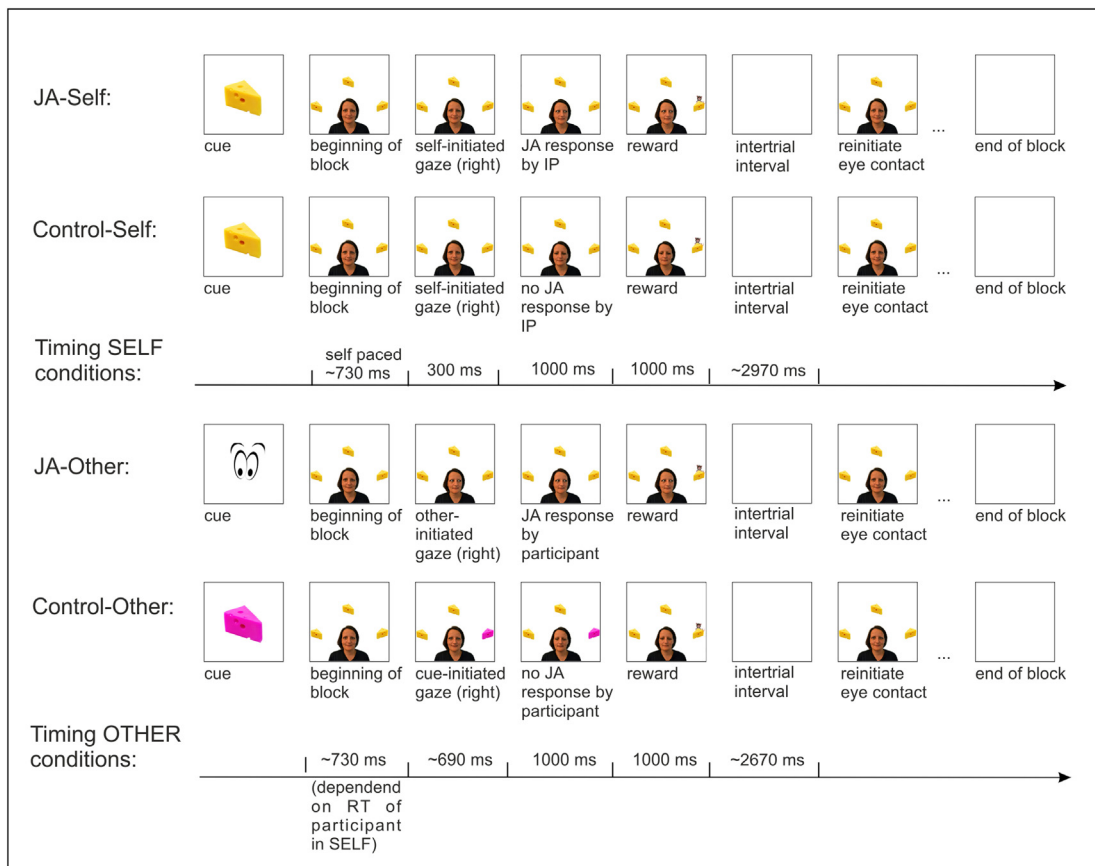 JA-Self:
cue
beginning of
block
self-initiated
gaze (right)
JA response
by IP
reward
intertrial
interval
reinitiate
eye contact
...
end of block
Control-Self:
cue
beginning of
block
self-initiated
gaze (right)
no JA
response by
IP
reward
intertrial
interval
reinitiate
eye contact
...
end of block
Timing SELF
conditions:
self paced
~730 ms
300 ms
1000 ms
1000 ms
~2970 ms
JA-Other:
cue
beginning of
block
other-
initiated
gaze (right)
JA response
by
participant
reward
intertrial
interval
reinitiate
eye contact
...
end of block
Control-Other:
cue
beginning of
block
cue-initiated
gaze (right)
no JA
response by
participant
reward
intertrial
interval
reinitiate
eye contact
...
end of block
Timing OTHER
conditions:
~730 ms
~690 ms
1000 ms
1000 ms
~2670 ms
(dependend
on RT of
participant
in SELF)